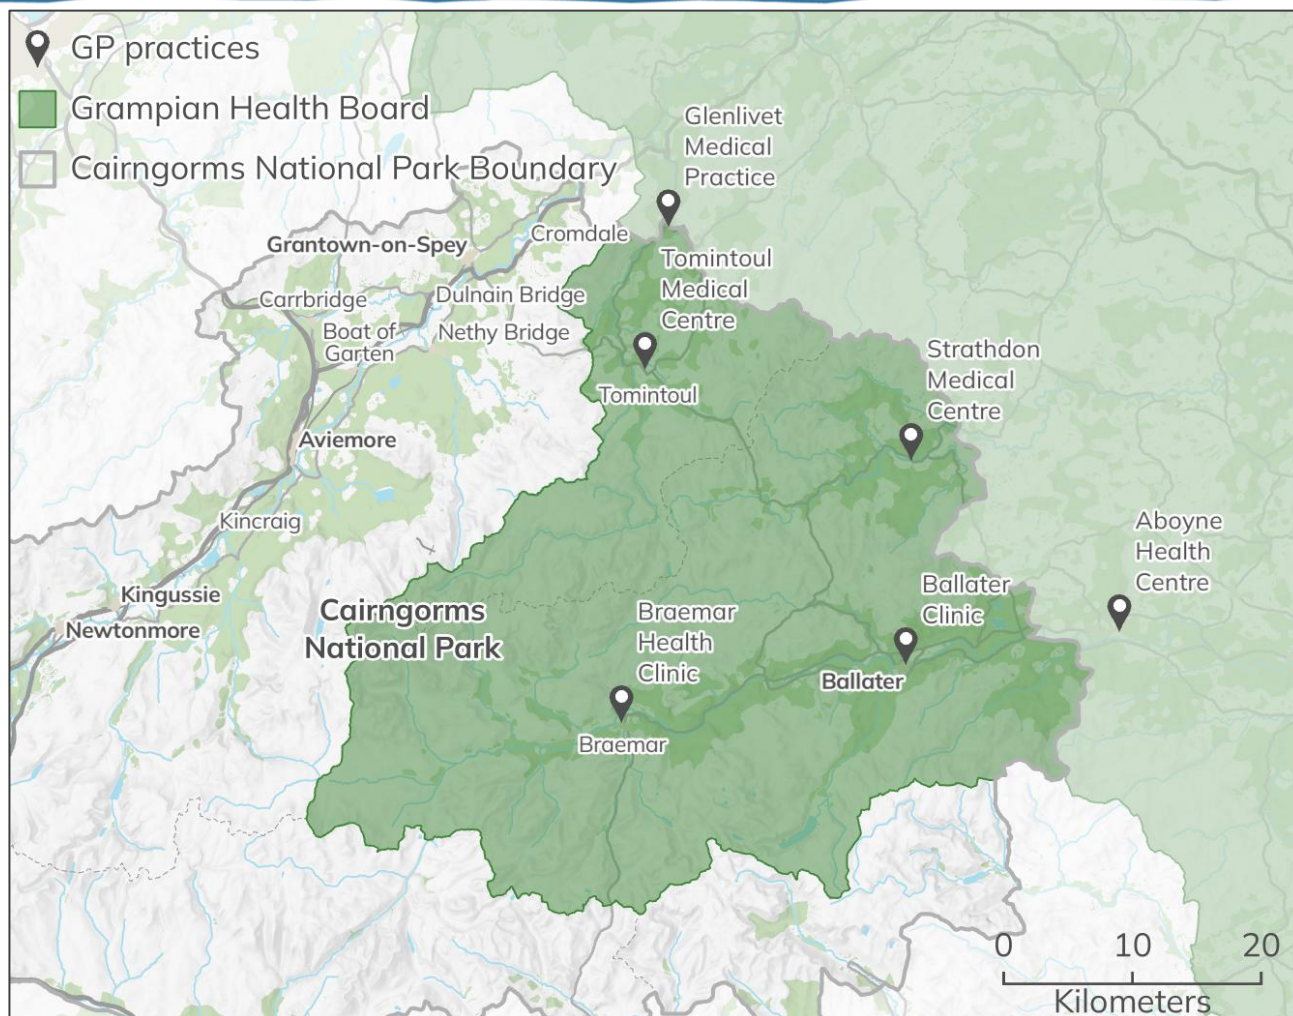 GP practices
Grampian Health Board
Cairngorms National Park Boundary
Glenlivet
Medical
Practice
Grantown-on-Spey
Cromdale
Tomintoul
Medical
Centre
Carrbridge
Dulnain Bridge
Boat of
Garten
Nethy Bridge
Tomintoul
Strathdon
Medical
Centre
Aviemore
Kincraig
Aboyne
Health
Centre
Kingussie
Newtonmore
Cairngorms
National Park
Braemar
Health
Clinic
Ballater
Clinic
Ballater
Braemar
0 10 20
Kilometers